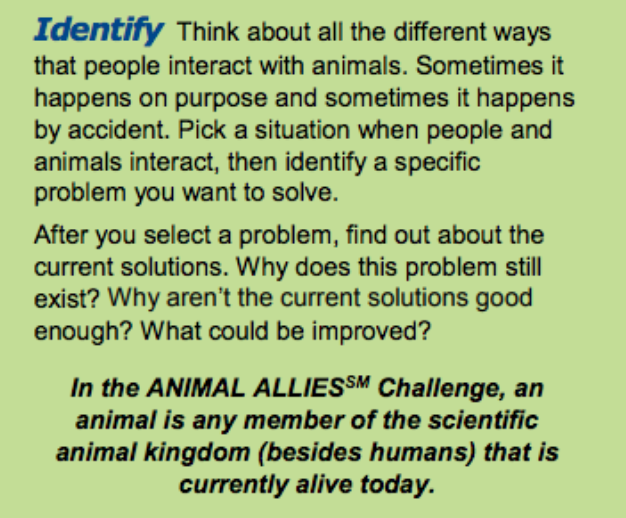 Identify Think about all the different ways
that people interact with animals. Sometimes it
happens on purpose and sometimes it happens
by accident. Pick a situation when people and
animals interact, then identify a specific
problem you want to solve.
After you select a problem, find out about the
current solutions. Why does this problem still
exist? Why aren't the current solutions good
enough? What could be improved?
In the ANIMAL ALLIES℠ Challenge, an
animal is any member of the scientific
animal kingdom (besides humans) that is
currently alive today.